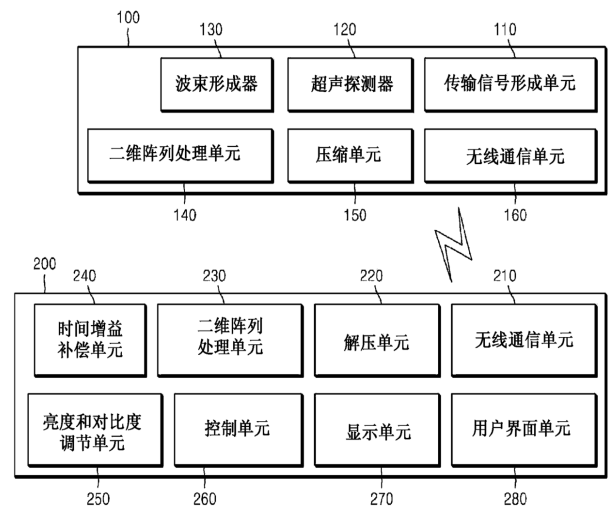 100
130
120
110
波束形成器
超声探测器
传输信号形成单元
二维阵列处理单元
压缩单元
无线通信单元
140
150
160
200
240
230
220
210
时间增益
补偿单元
二维阵列
处理单元
解压单元
无线通信单元
亮度和对比度
调节单元
控制单元
显示单元
用户界面单元
250
260
270
280